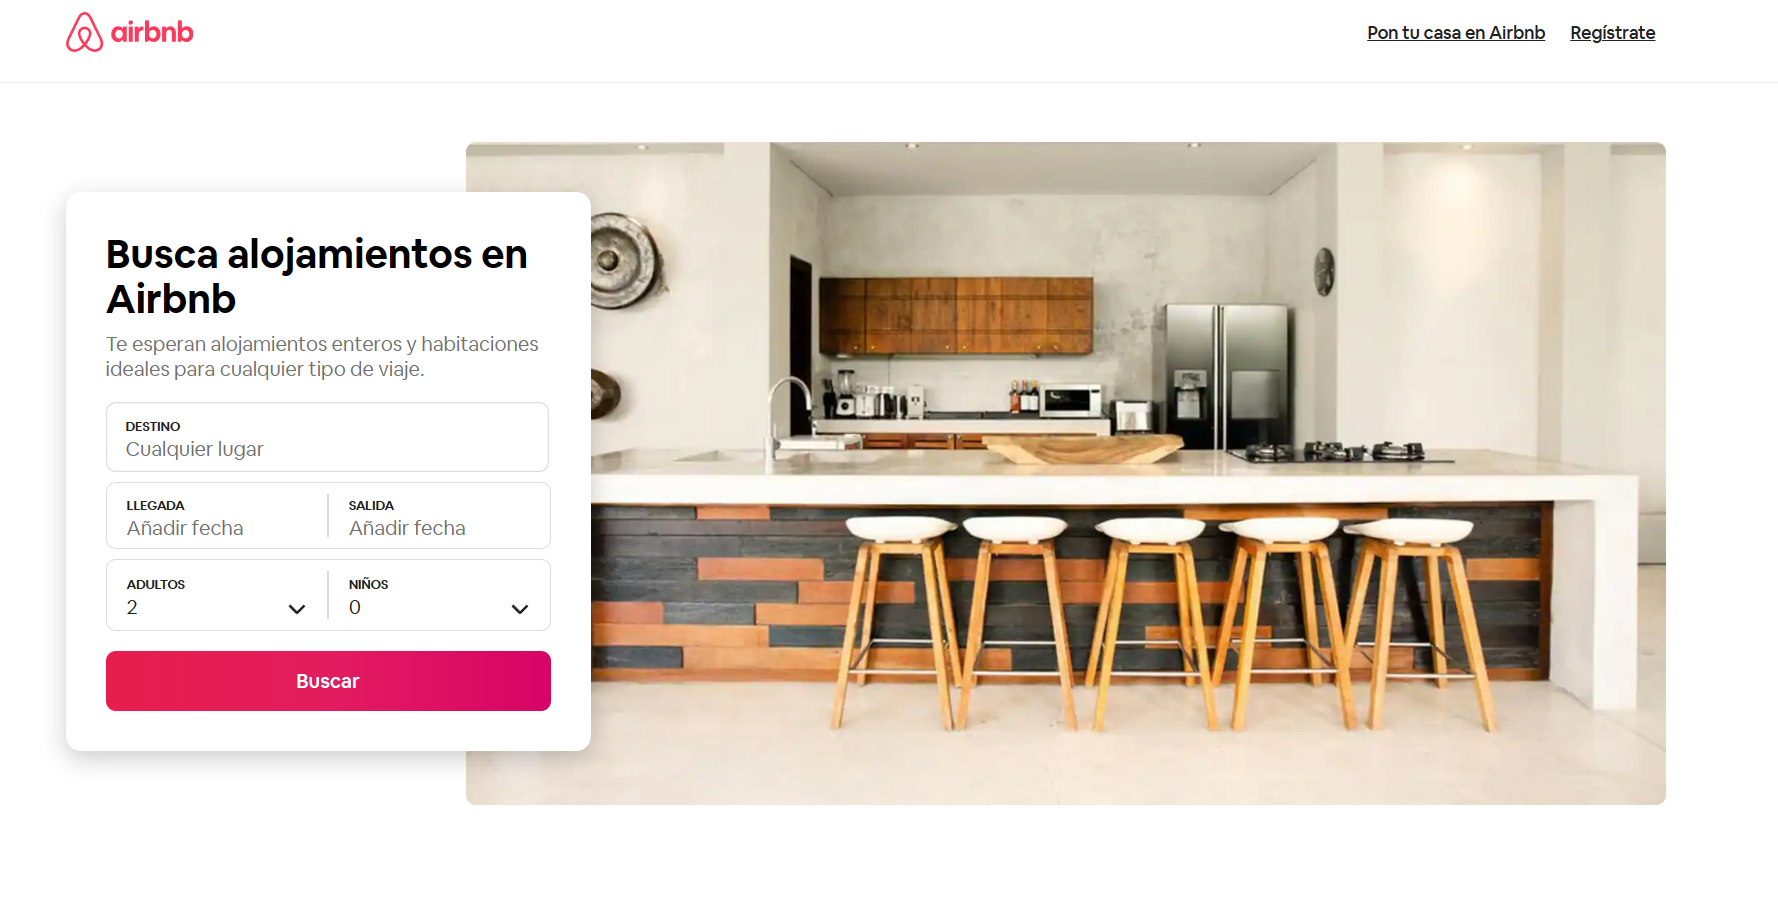 airbnb
Pon tu casa en Airbnb
Regístrate
Busca alojamientos en
Airbnb
Te esperan alojamientos enteros y habitaciones
ideales para cualquier tipo de viaje.
DESTINO
Cualquier lugar
LLEGADA
Añadir fecha
SALIDA
Añadir fecha
ADULTOS
2
NIÑOS
0
Buscar